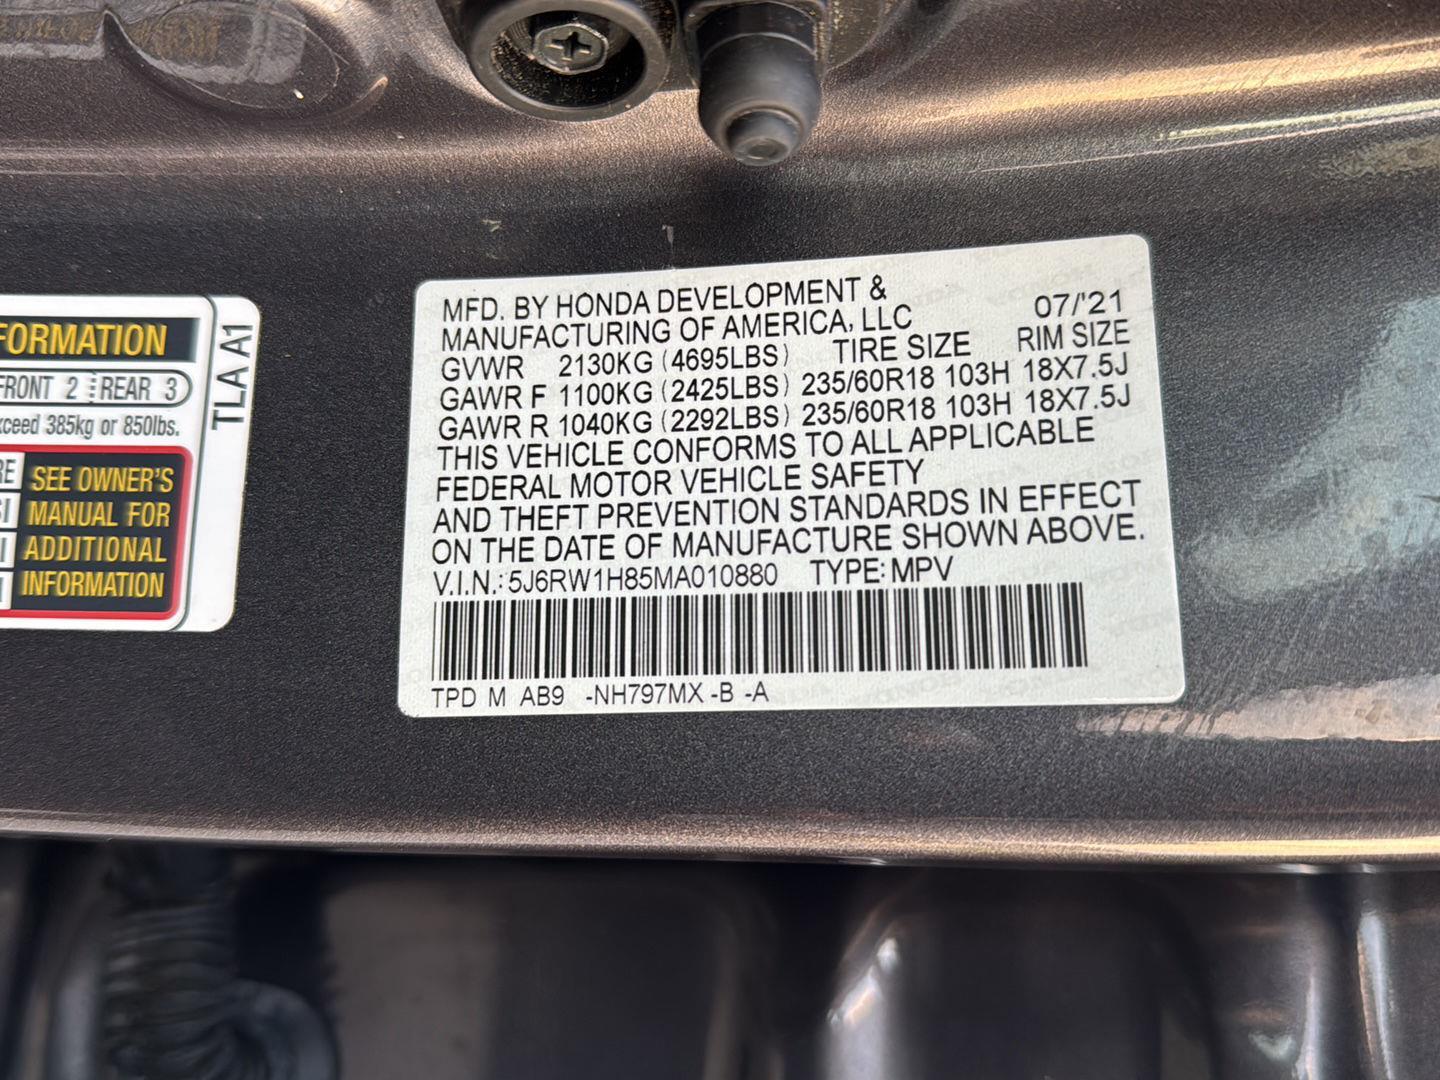 FORMATION
FRONT 2 REAR 3
385kg or 850lbs.
SEE OWNER'S
MANUAL FOR
ADDITIONAL
INFORMATION
TLA A1
MFD. BY HONDA DEVELOPMENT &
MANUFACTURING OF AMERICA, LLC 07/'21
GVWR 2130KG (4695LBS) TIRE SIZE RIM SIZE
GAWR F 1100KG (2425LBS) 235/60R18 103H 18X7.5J
GAWR R 1040KG (2292LBS) 235/60R18 103H 18X7.5J
THIS VEHICLE CONFORMS TO ALL APPLICABLE
FEDERAL MOTOR VEHICLE SAFETY
AND THEFT PREVENTION STANDARDS IN EFFECT
ON THE DATE OF MANUFACTURE SHOWN ABOVE.
V.I.N.: 5J6RW1H85MA010880 TYPE: MPV
TPD M AB9 -NH797MX -B -A